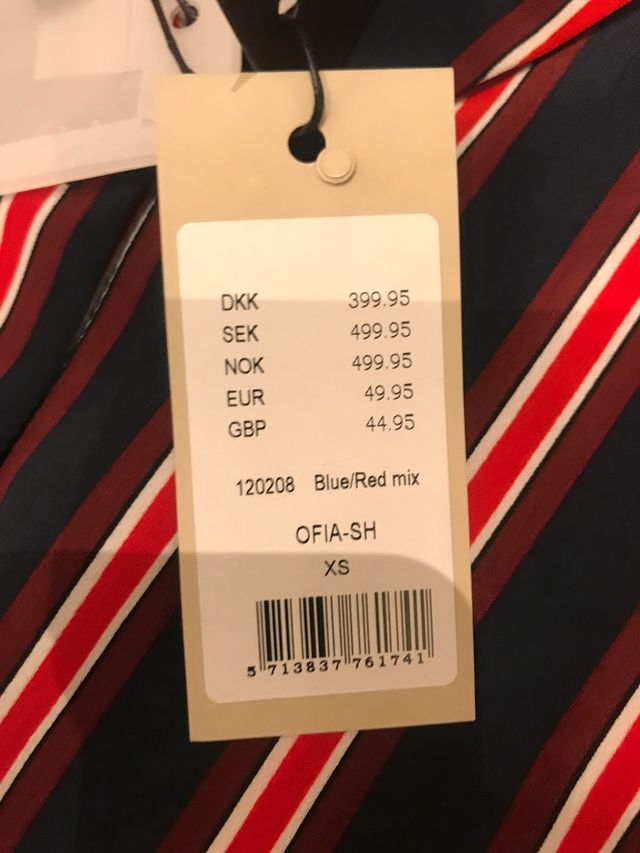 DKK 399.95
SEK 499.95
NOK 499.95
EUR 49.95
GBP 44.95
120208 Blue/Red mix
OFIA-SH
XS
5 713837 761741